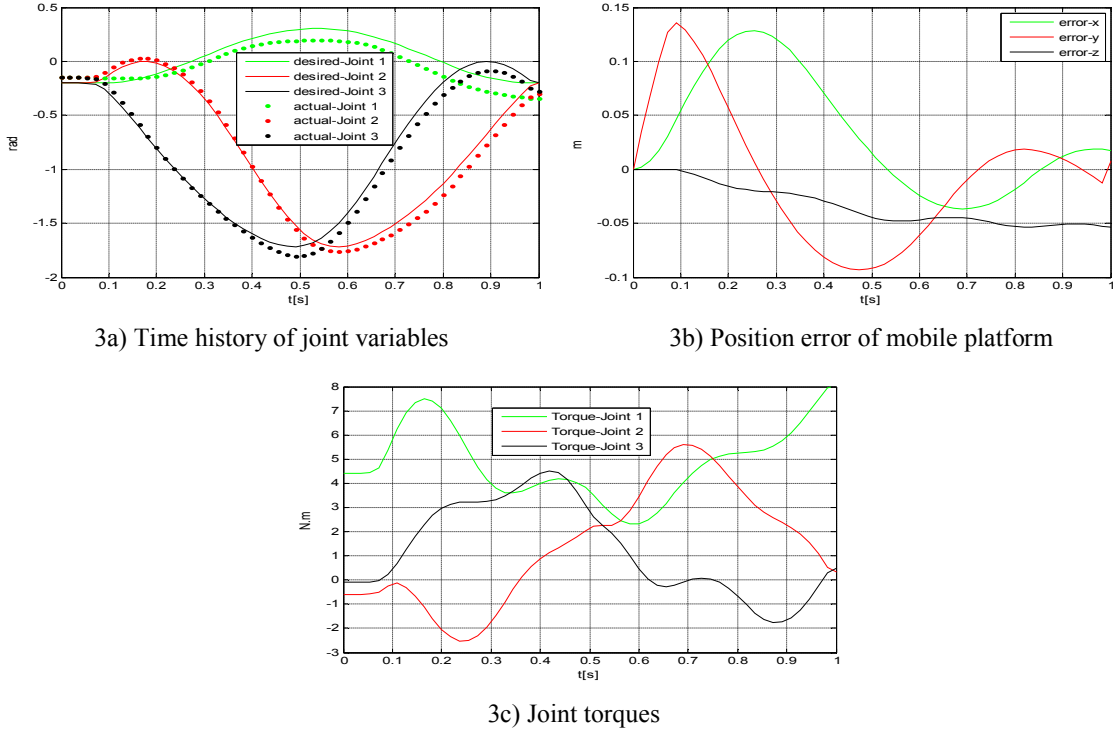 0.5
0
-0.5
-1
-1.5
-2
rad
desired-Joint 1
desired-Joint 2
desired-Joint 3
actual-Joint 1
actual-Joint 2
actual-Joint 3
0 0.1 0.2 0.3 0.4 0.5 0.6 0.7 0.8 0.9 1
t[s]
3a) Time history of joint variables
0.15
0.1
0.05
0
-0.05
-0.1
m
error-x
error-y
error-z
0 0.1 0.2 0.3 0.4 0.5 0.6 0.7 0.8 0.9 1
t[s]
3b) Position error of mobile platform
8
7
6
5
4
3
2
1
0
-1
-2
-3
N.m
Torque-Joint 1
Torque-Joint 2
Torque-Joint 3
0 0.1 0.2 0.3 0.4 0.5 0.6 0.7 0.8 0.9 1
t[s]
3c) Joint torques